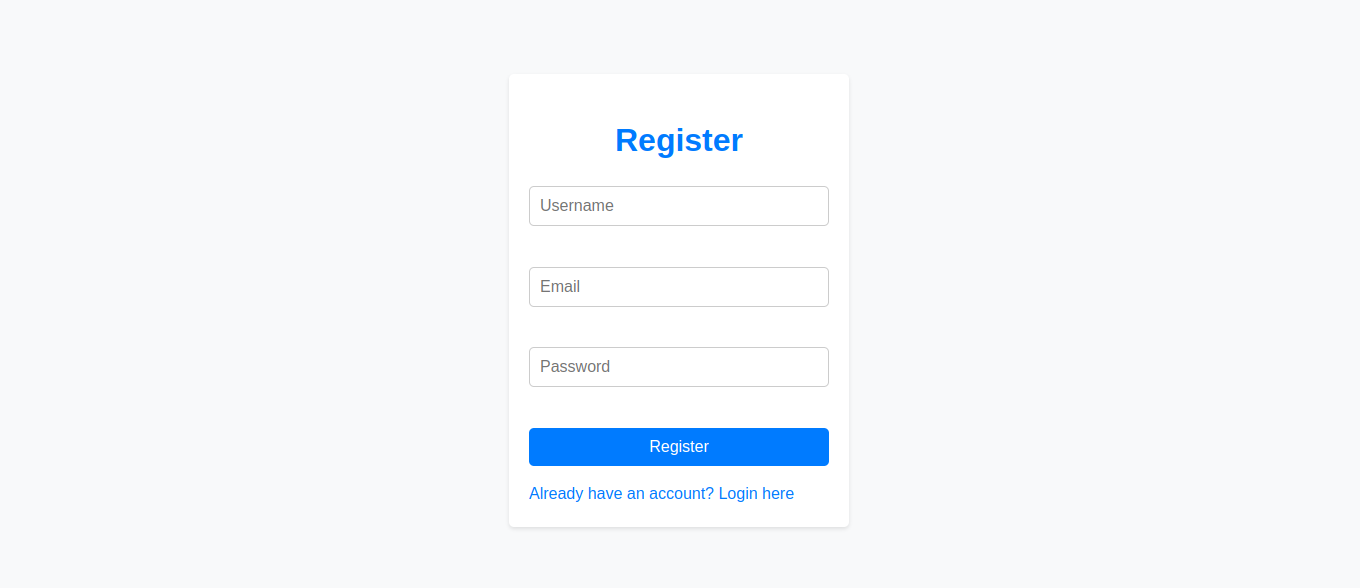 Register
Username
Email
Password
Register
Already have an account? Login here